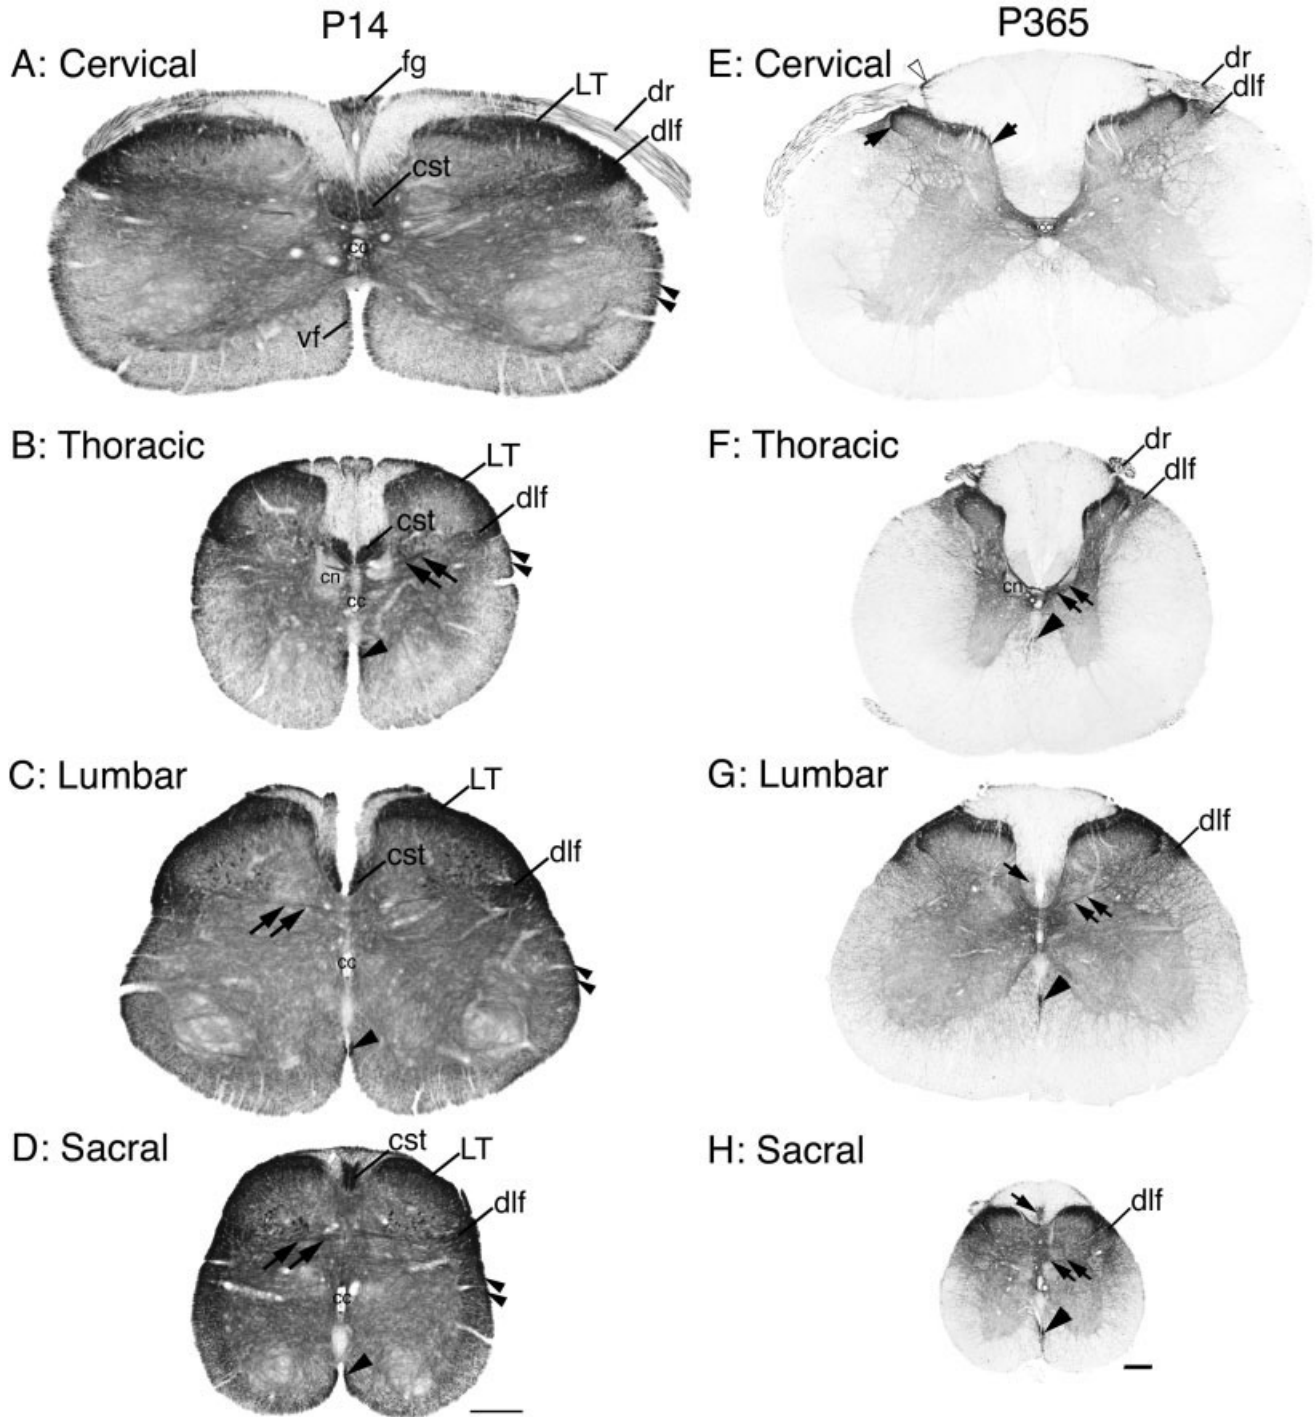 P14
P365
A: Cervical
fg
LT
dr
dlf
cst
cc
vf
E: Cervical
dr
dlf
cc
B: Thoracic
LT
dlf
cst
cn
cc
F: Thoracic
dr
dlf
cn
C: Lumbar
LT
cst
dlf
cc
G: Lumbar
dlf
D: Sacral
cst
LT
dlf
cc
H: Sacral
dlf